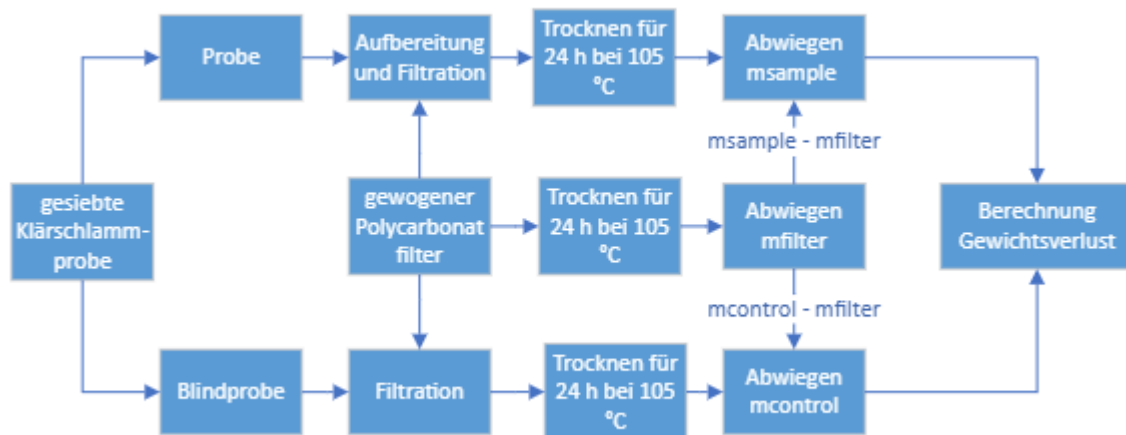 Probe
Aufbereitung
und Filtration
Trocknen für
24 h bei 105
°C
Abwiegen
msample
msample - mfilter
gesiebte
Klärschlamm-
probe
gewogener
Polycarbonat
filter
Trocknen für
24 h bei 105
°C
Abwiegen
mfilter
Berechnung
Gewichtsverlust
mcontrol - mfilter
Blindprobe
Filtration
Trocknen für
24 h bei 105
°C
Abwiegen
mcontrol